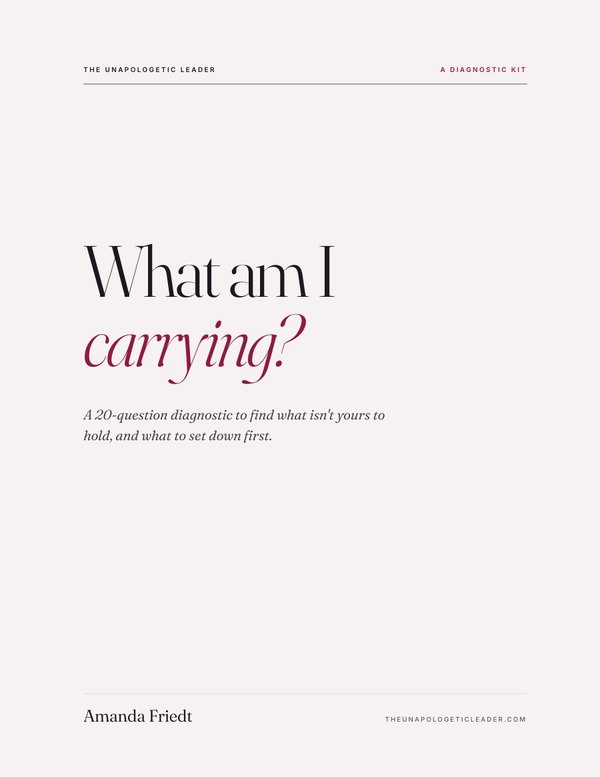 THE UNAPOLOGETIC LEADER
A DIAGNOSTIC KIT
What am I
carrying?
A 20-question diagnostic to find what isn't yours to
hold, and what to set down first.
Amanda Friedt
THEUNAPOLOGETICLEADER.COM